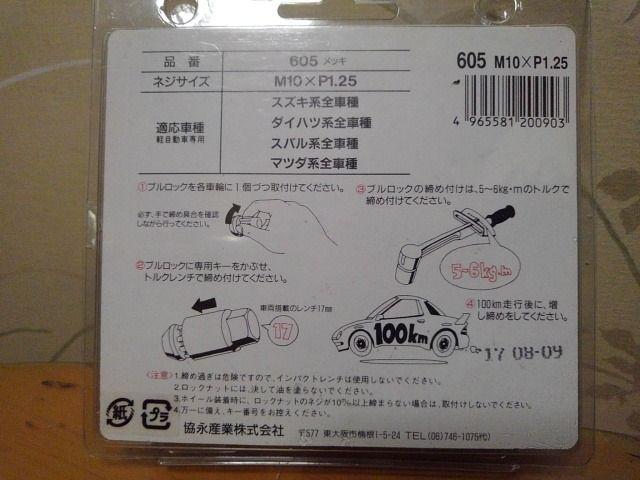 品番 605 メッキ
ネジサイズ M10×P1.25
適応車種
軽自動車専用
スズキ系全車種
ダイハツ系全車種
スバル系全車種
マツダ系全車種
605 M10×P1.25
4 965581 200903
①ブルロックを各車輪に1個づつ取付けてください。
必ず、手で締め具合を確認
しながら行ってください。
②ブルロックに専用キーをかぶせ、
トルクレンチで締め付けてください。
車両搭載のレンチ17㎜
17
③ブルロックの締め付けは、5〜6kg・mのトルクで
締め付けてください。
5-6kg.m
④100km走行後に、増
し締めをしてください。
100km
17 08-09
〈注意〉1.締め過ぎは危険ですので、インパクトレンチは使用しないでください。
2.ロックナットには、決して油を塗らないでください。
3.ホイール装着時に、ロックナットのネジが10㎜以上締まらない場合は、取付けしないでください。
4.万一に備え、キー番号をお控えください。
紙
プラ
協永産業株式会社 〒577 東大阪市楠根1-5-24 TEL(06)746-1075㈹